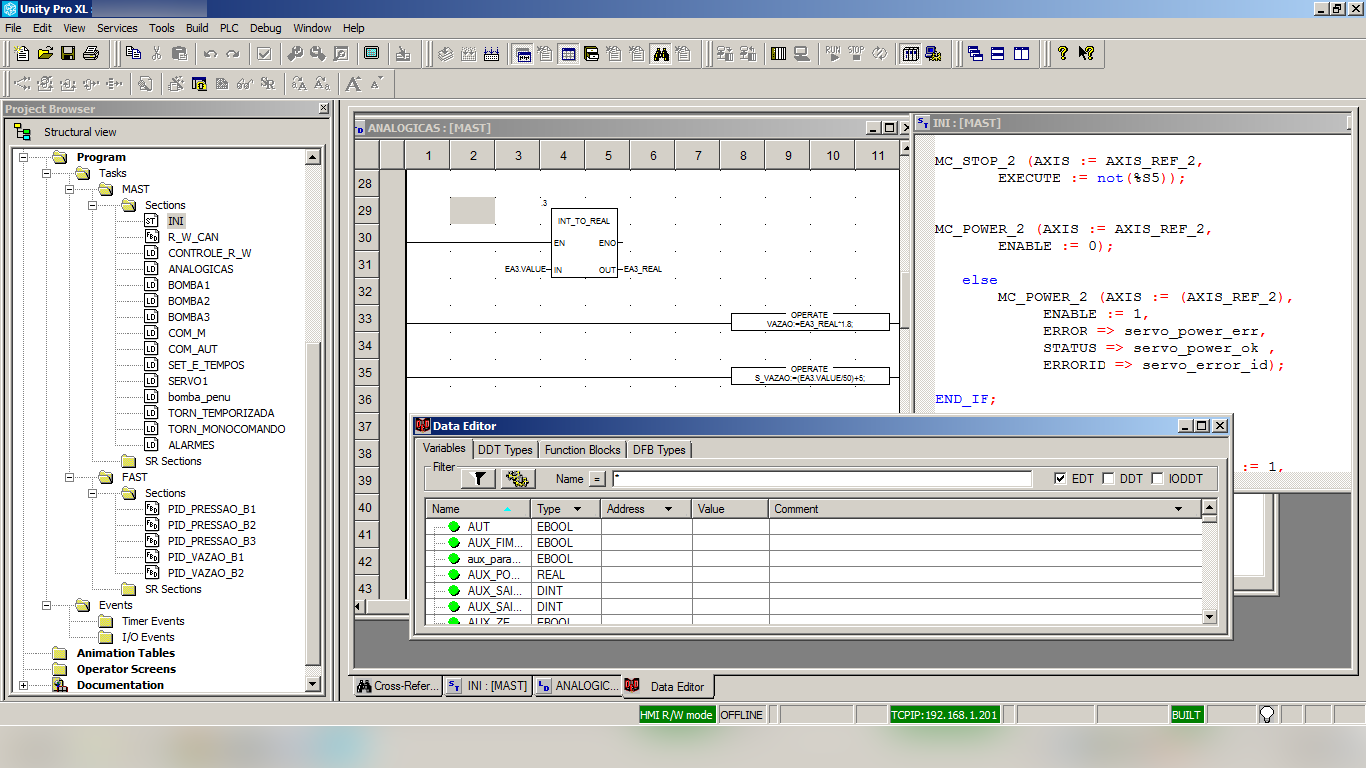 Unity Pro XL :
File Edit View Services Tools Build PLC Debug Window Help
RUN STOP
Project Browser
Structural view
Program
Tasks
MAST
Sections
INI
R_W_CAN
CONTROLE_R_W
ANALOGICAS
BOMBA1
BOMBA2
BOMBA3
COM_M
COM_AUT
SET_E_TEMPOS
SERVO1
bomba_penu
TORN_TEMPORIZADA
TORN_MONOCOMANDO
ALARMES
SR Sections
FAST
Sections
PID_PRESSAO_B1
PID_PRESSAO_B2
PID_PRESSAO_B3
PID_VAZAO_B1
PID_VAZAO_B2
SR Sections
Events
Timer Events
I/O Events
Animation Tables
Operator Screens
Documentation
ANALOGICAS : [MAST]
1 2 3 4 5 6 7 8 9 10 11
28
29
30
31
32
33
34
35
36
37
38
39
40
41
42
43
.3
INT_TO_REAL
EN ENO
EA3.VALUE IN OUT EA3_REAL
OPERATE
VAZAO:=EA3_REAL*1.8;
OPERATE
S_VAZAO:=(EA3.VALUE/50)+5;
INI : [MAST]
MC_STOP_2 (AXIS := AXIS_REF_2,
EXECUTE := not(%S5));
MC_POWER_2 (AXIS := AXIS_REF_2,
ENABLE := 0);
else
MC_POWER_2 (AXIS := (AXIS_REF_2),
ENABLE := 1,
ERROR => servo_power_err,
STATUS => servo_power_ok ,
ERRORID => servo_error_id);
END_IF;
:= 1,
Data Editor
Variables DDT Types Function Blocks DFB Types
Filter
Name = * EDT DDT IODDT
Name Type Address Value Comment
AUT EBOOL
AUX_FIM... EBOOL
aux_para... EBOOL
AUX_PO... REAL
AUX_SAI... DINT
AUX_SAI... DINT
AUX_ZE... EBOOL
Cross-Refer... INI : [MAST] ANALOGIC... Data Editor
HMI R/W mode OFFLINE TCPIP:192.168.1.201 BUILT